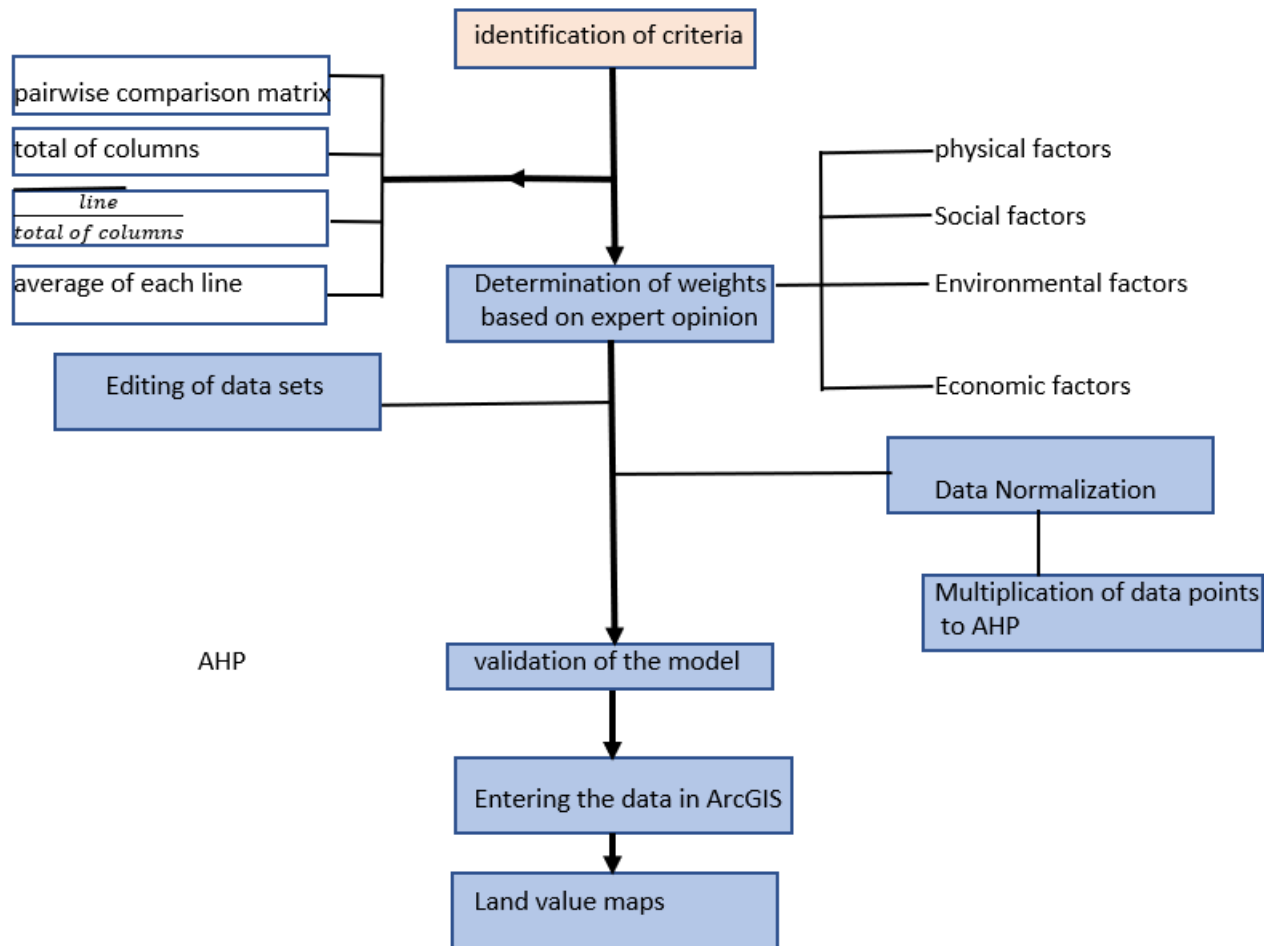 identification of criteria
pairwise comparison matrix
total of columns
line
total of columns
average of each line
physical factors
Social factors
Environmental factors
Economic factors
Determination of weights
based on expert opinion
Editing of data sets
Data Normalization
Multiplication of data points
to AHP
AHP
validation of the model
Entering the data in ArcGIS
Land value maps